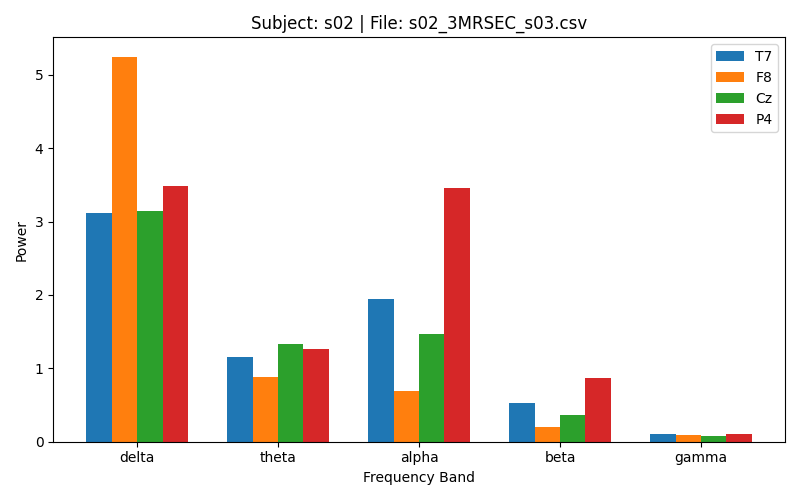 Subject: s02 | File: s02_3MRSEC_s03.csv
T7
F8
Cz
P4
5
4
3
2
1
0
Power
delta theta alpha beta gamma
Frequency Band